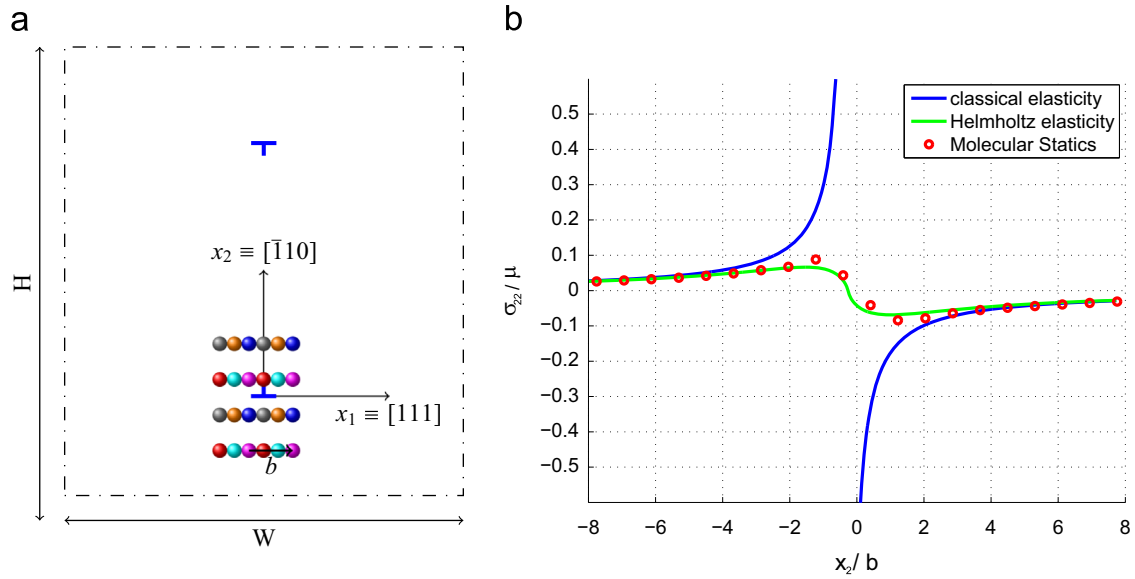 a
H
x₂ ≡ [1̅10]
x₁ ≡ [111]
b
W
b
classical elasticity
Helmholtz elasticity
Molecular Statics
σ₂₂/ μ
0.5
0.4
0.3
0.2
0.1
0
−0.1
−0.2
−0.3
−0.4
−0.5
−8 −6 −4 −2 0 2 4 6 8
x₂/ b